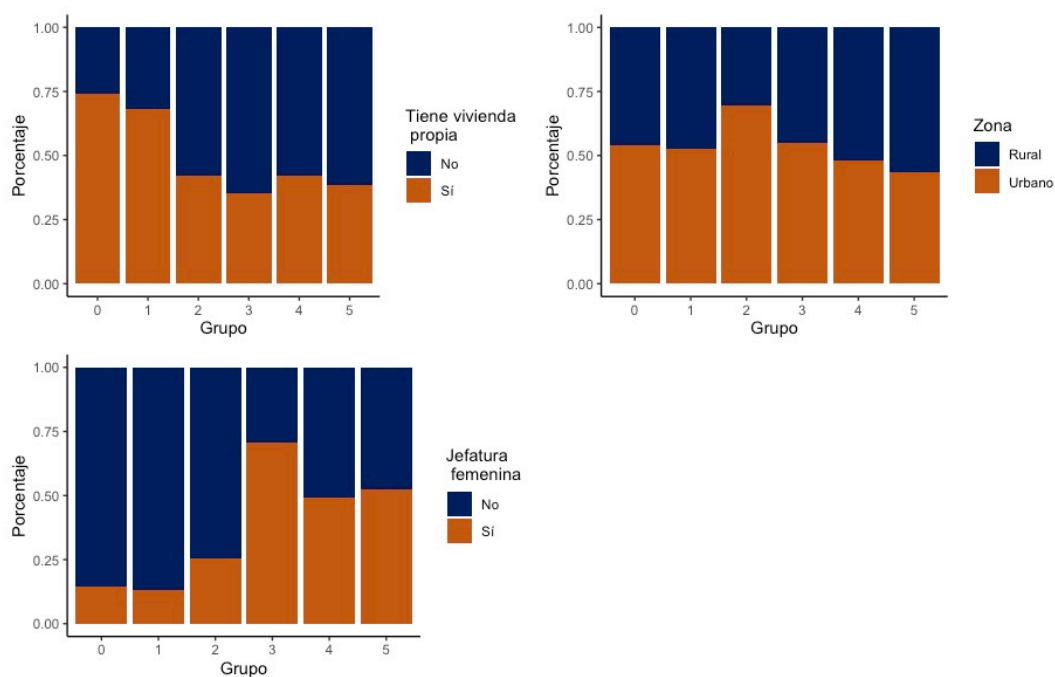 1.00
0.75
0.50
0.25
0.00
Porcentaje
0 1 2 3 4 5
Grupo
Tiene vivienda
propia
No
Sí
1.00
0.75
0.50
0.25
0.00
Porcentaje
0 1 2 3 4 5
Grupo
Zona
Rural
Urbano
1.00
0.75
0.50
0.25
0.00
Porcentaje
0 1 2 3 4 5
Grupo
Jefatura
femenina
No
Sí